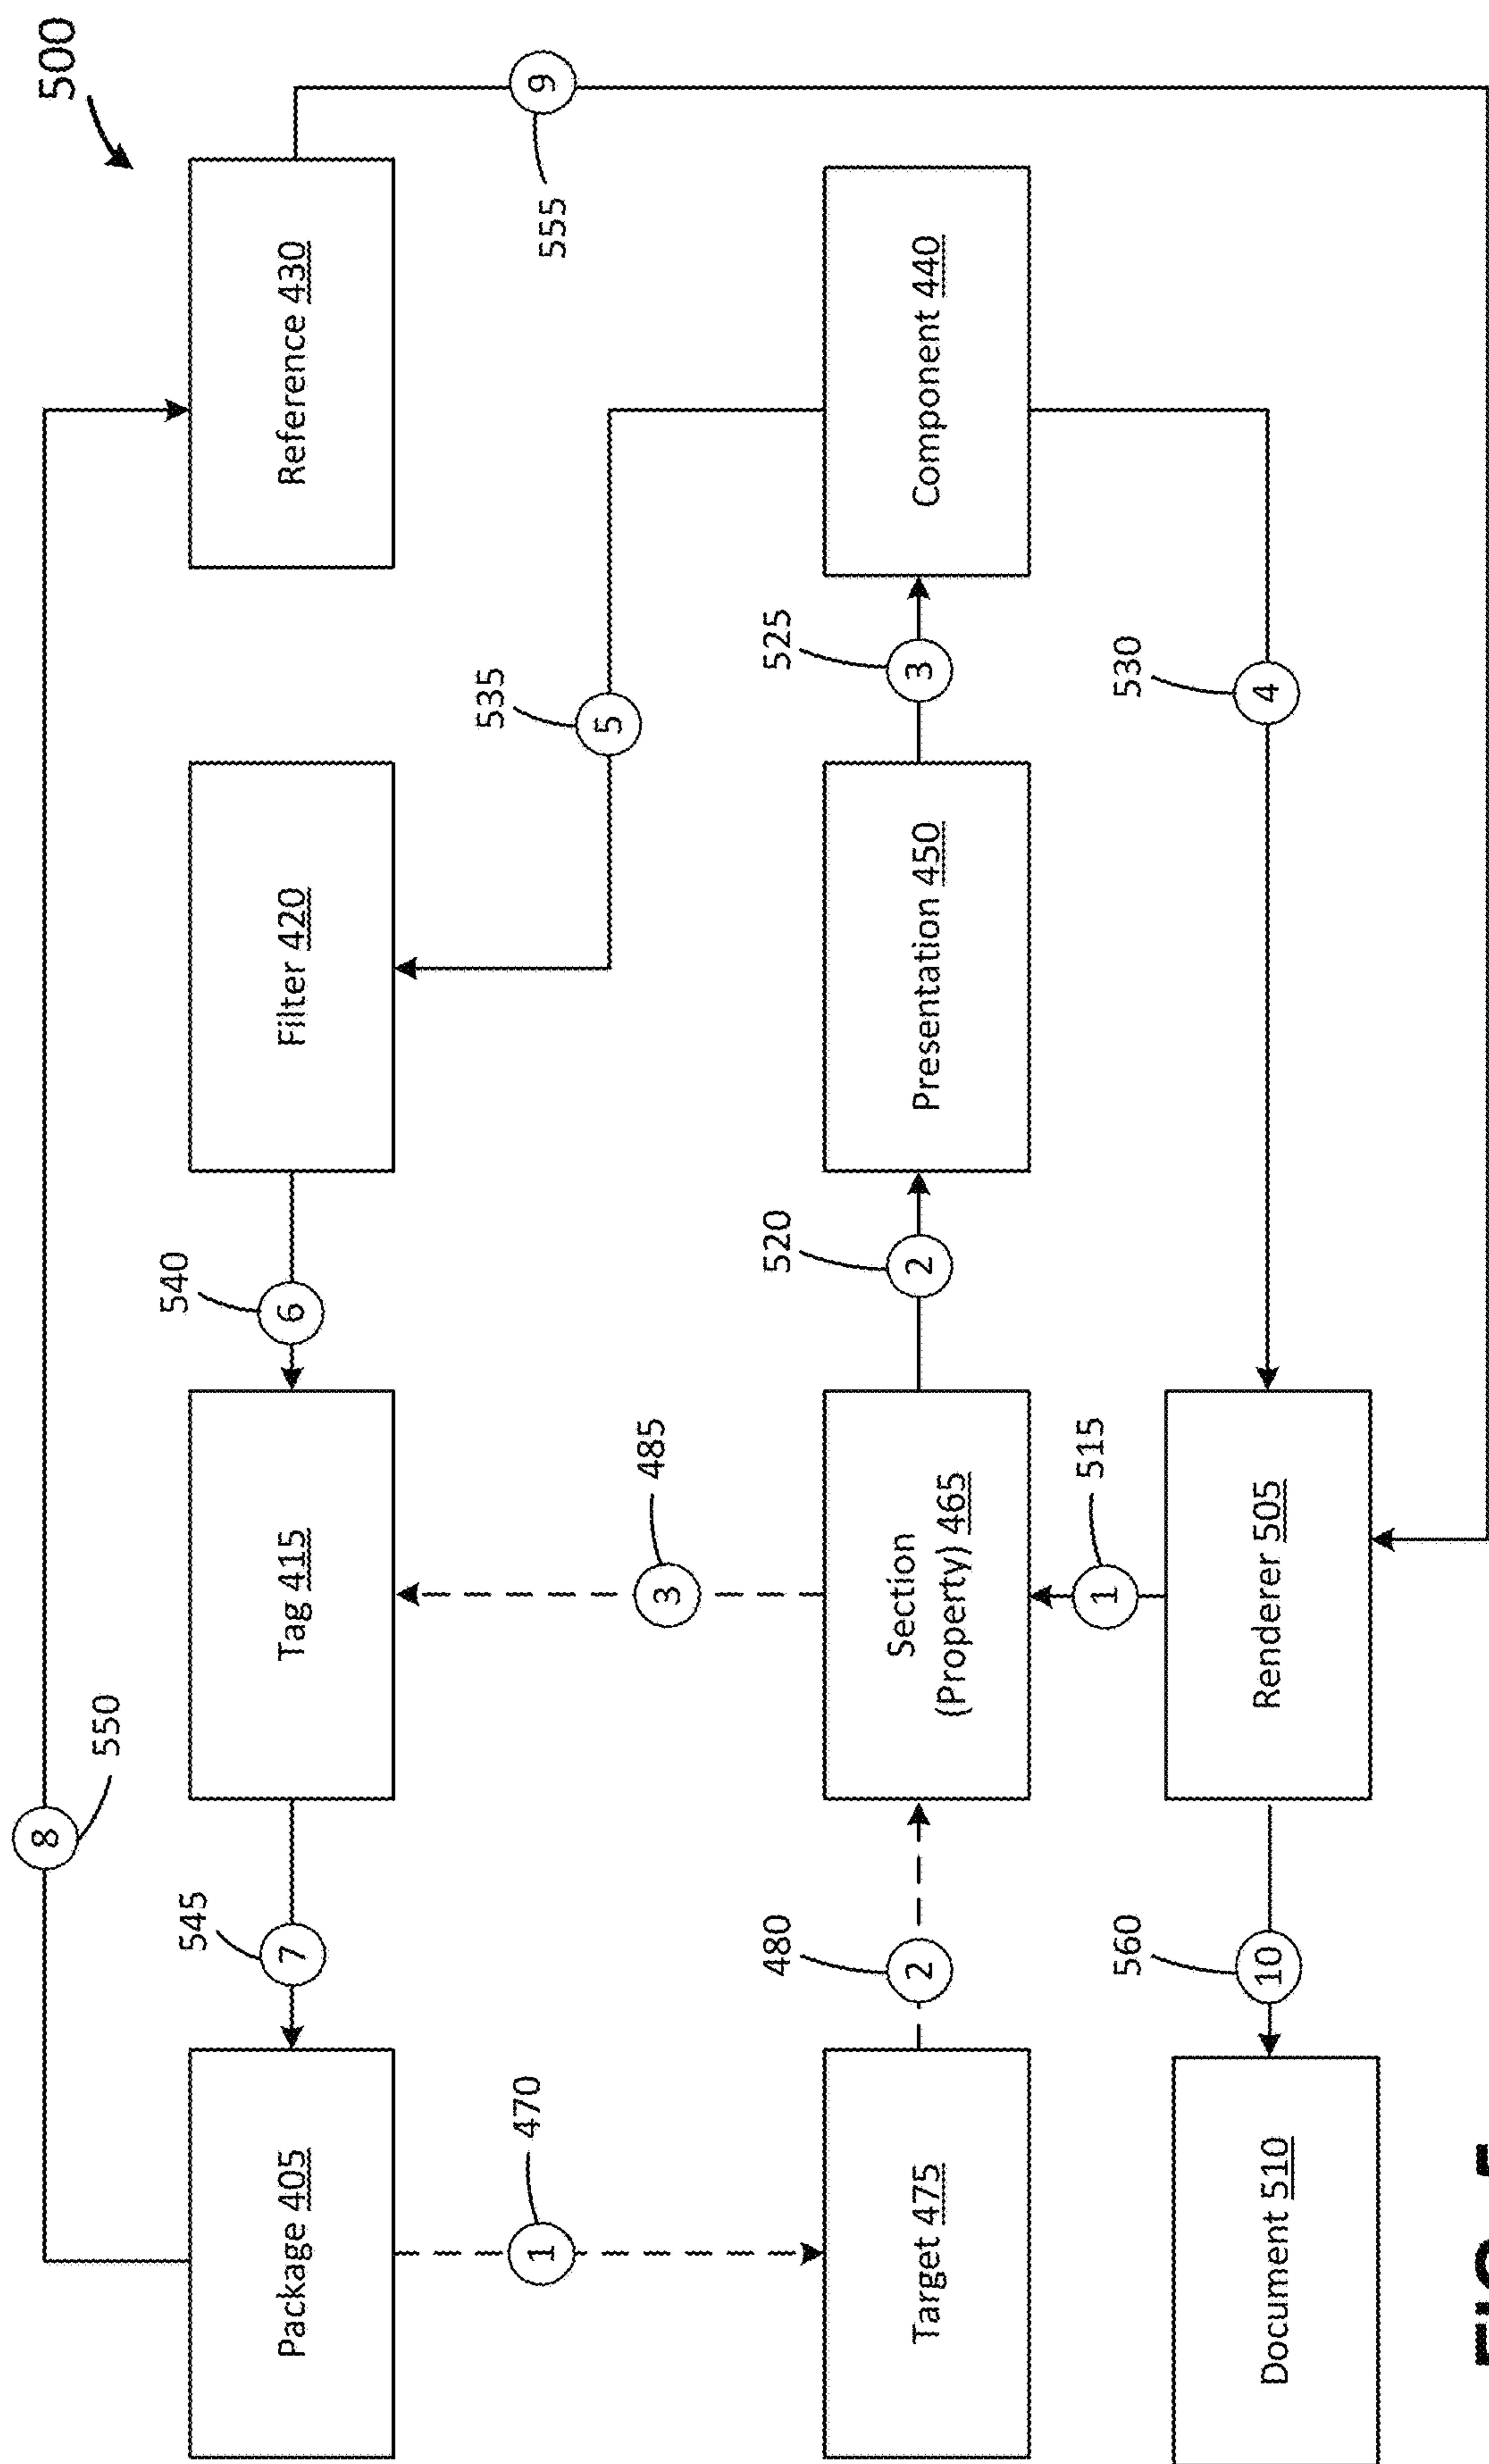 500
8
550
Package 405
545
7
Tag 415
540
6
Filter 420
Reference 430
9
555
470
1
485
3
535
5
Target 475
480
2
Section
(Property) 465
520
2
Presentation 450
525
3
Component 440
515
1
530
4
Document 510
560
10
Renderer 505